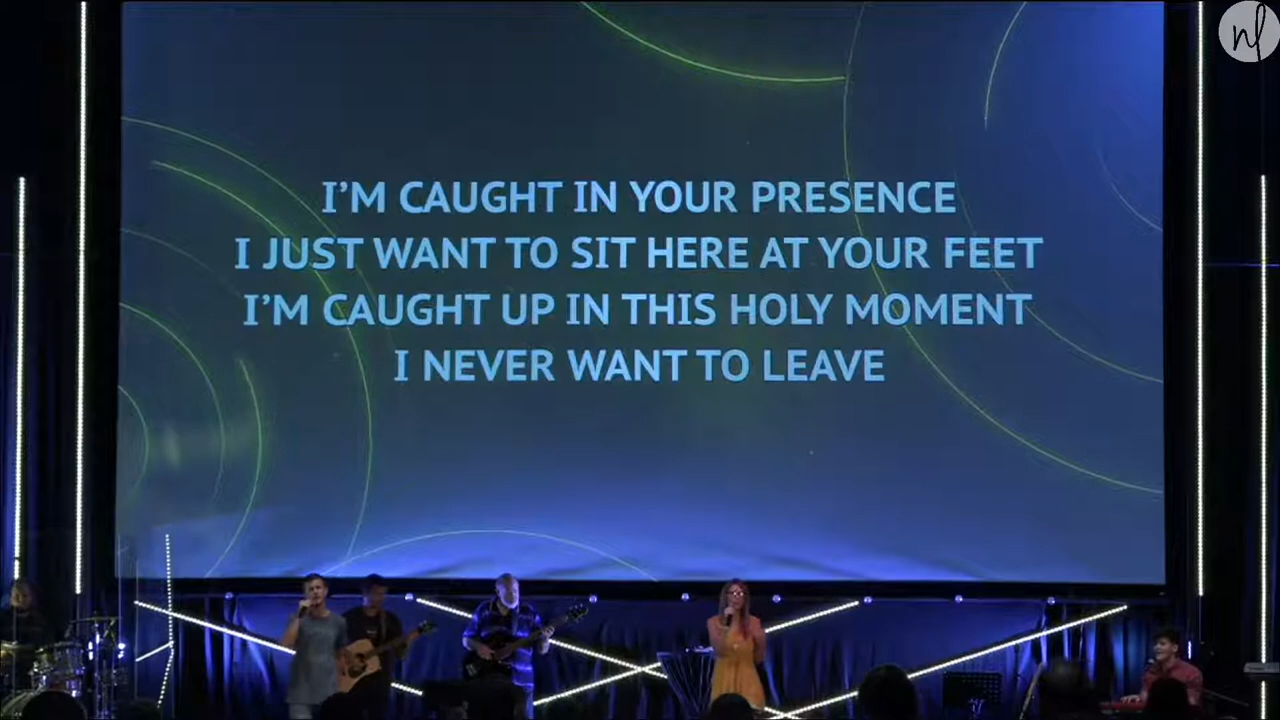 I'M CAUGHT IN YOUR PRESENCE
I JUST WANT TO SIT HERE AT YOUR FEET
I'M CAUGHT UP IN THIS HOLY MOMENT
I NEVER WANT TO LEAVE
nl